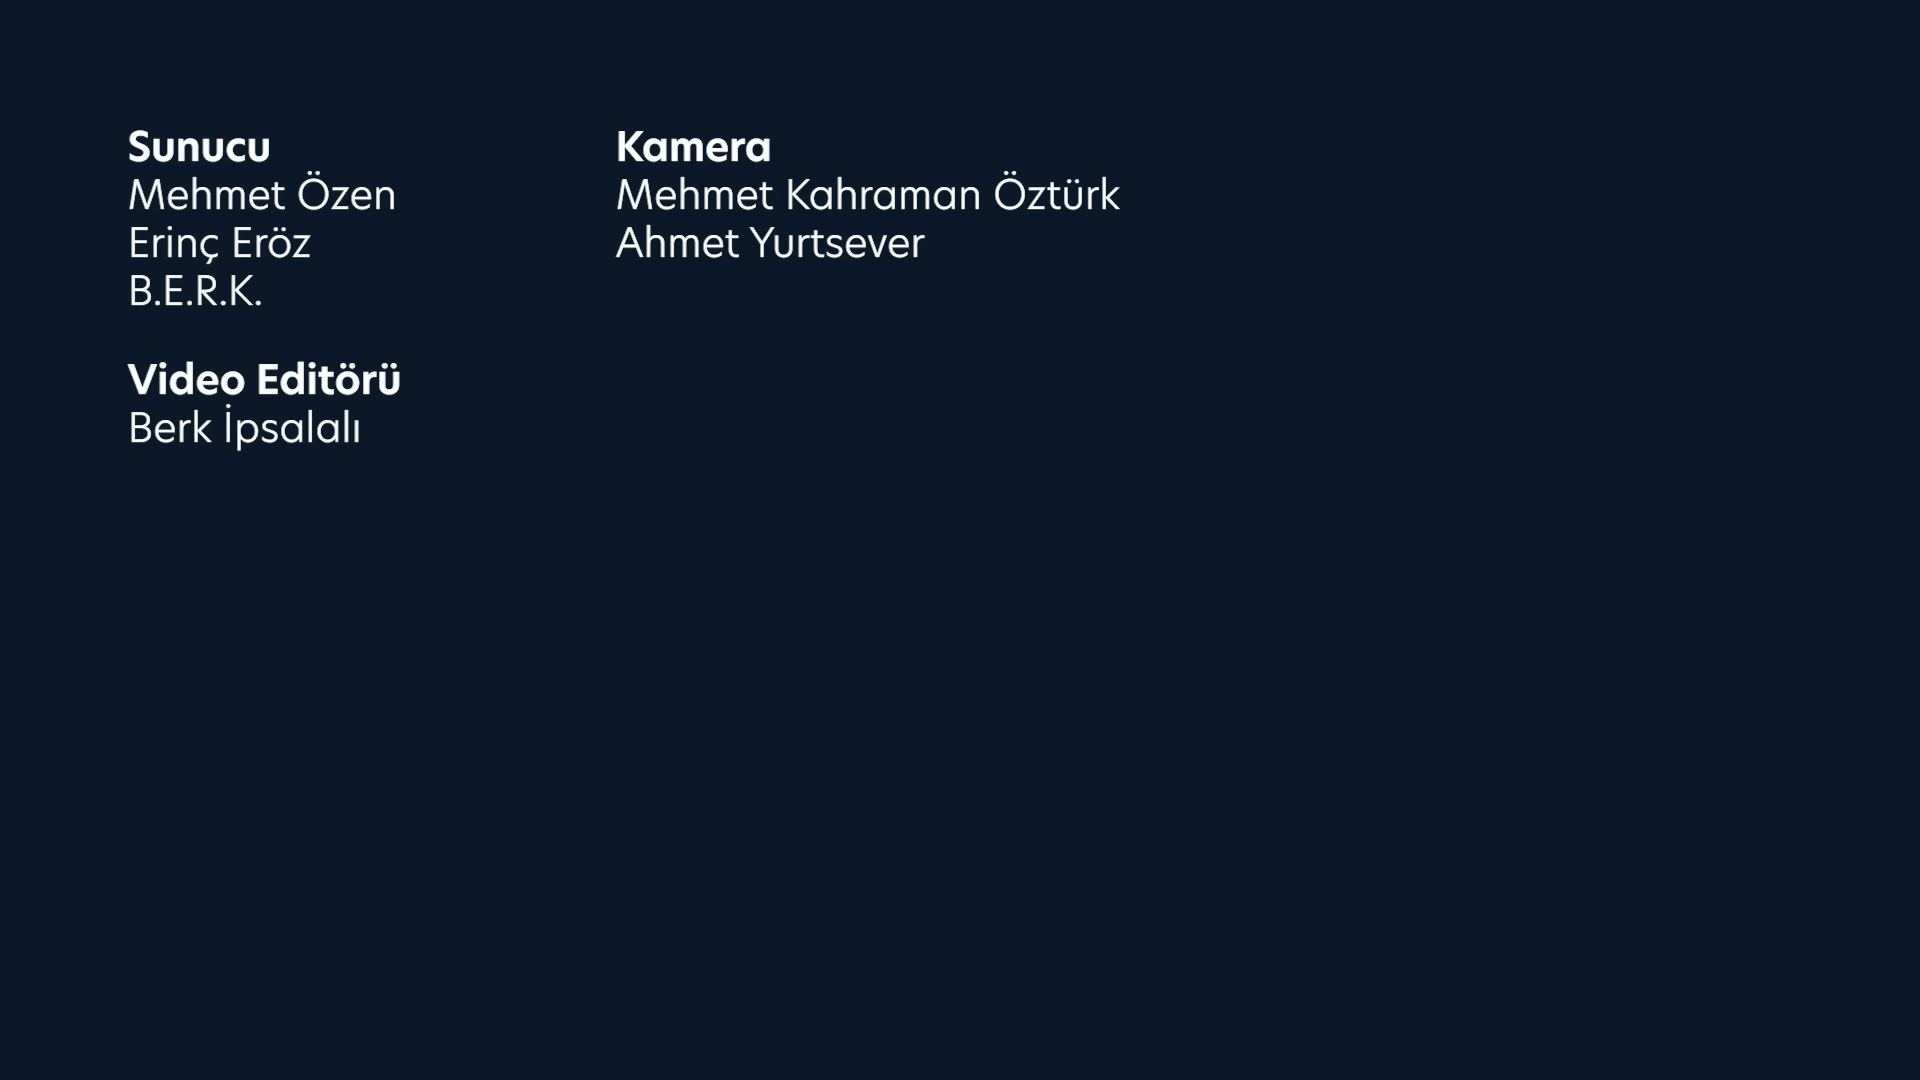 Sunucu
Mehmet Özen
Erinç Eröz
B.E.R.K.
Video Editörü
Berk İpsalalı
Kamera
Mehmet Kahraman Öztürk
Ahmet Yurtsever